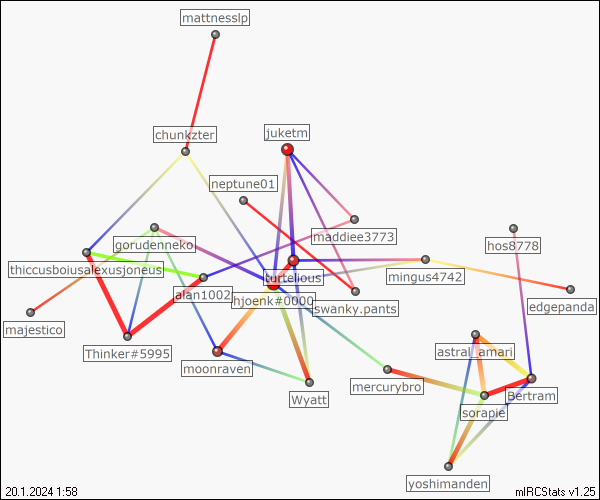 mattnesslp
chunkzter
juketm
neptune01
maddiee3773
gorudenneko
hos8778
thiccusboiusalexusjoneus
turtelious
mingus4742
alan1002
hjoenk#0000
swanky.pants
edgepanda
majestico
Thinker#5995
astral_amari
moonraven
mercurybro
Wyatt
Bertram
sorapie
yoshimanden
20.1.2024 1:58
mIRCStats v1.25